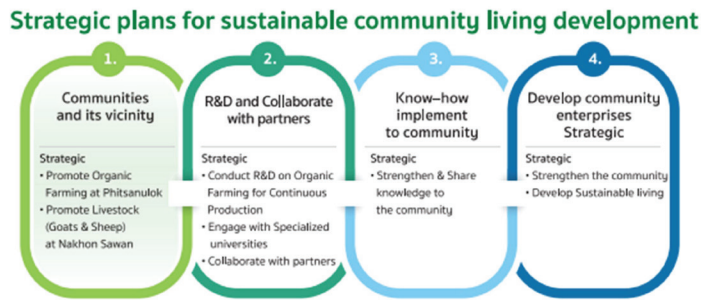 Strategic plans for sustainable community living development
1.
Communities
and its vicinity
Strategic
• Promote Organic
Farming at Phitsanulok
• Promote Livestock
(Goats & Sheep)
at Nakhon Sawan
2.
R&D and Collaborate
with partners
Strategic
• Conduct R&D on Organic
Farming for Continuous
Production
• Engage with Specialized
universities
• Collaborate with partners
3.
Know–how
implement
to community
Strategic
• Strengthen & Share
knowledge to
the community
4.
Develop community
enterprises
Strategic
Strategic
• Strengthen the community
• Develop Sustainable living